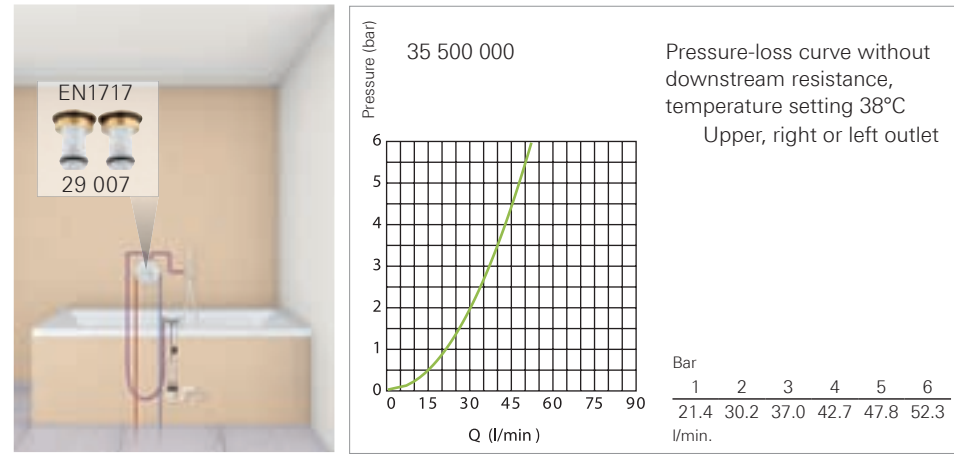 EN1717
29 007
Pressure (bar)
35 500 000
Pressure-loss curve without
downstream resistance,
temperature setting 38°C
Upper, right or left outlet
6
5
4
3
2
1
0
0 15 30 45 60 75 90
Q (l/min)
Bar
1 2 3 4 5 6
21.4 30.2 37.0 42.7 47.8 52.3
l/min.